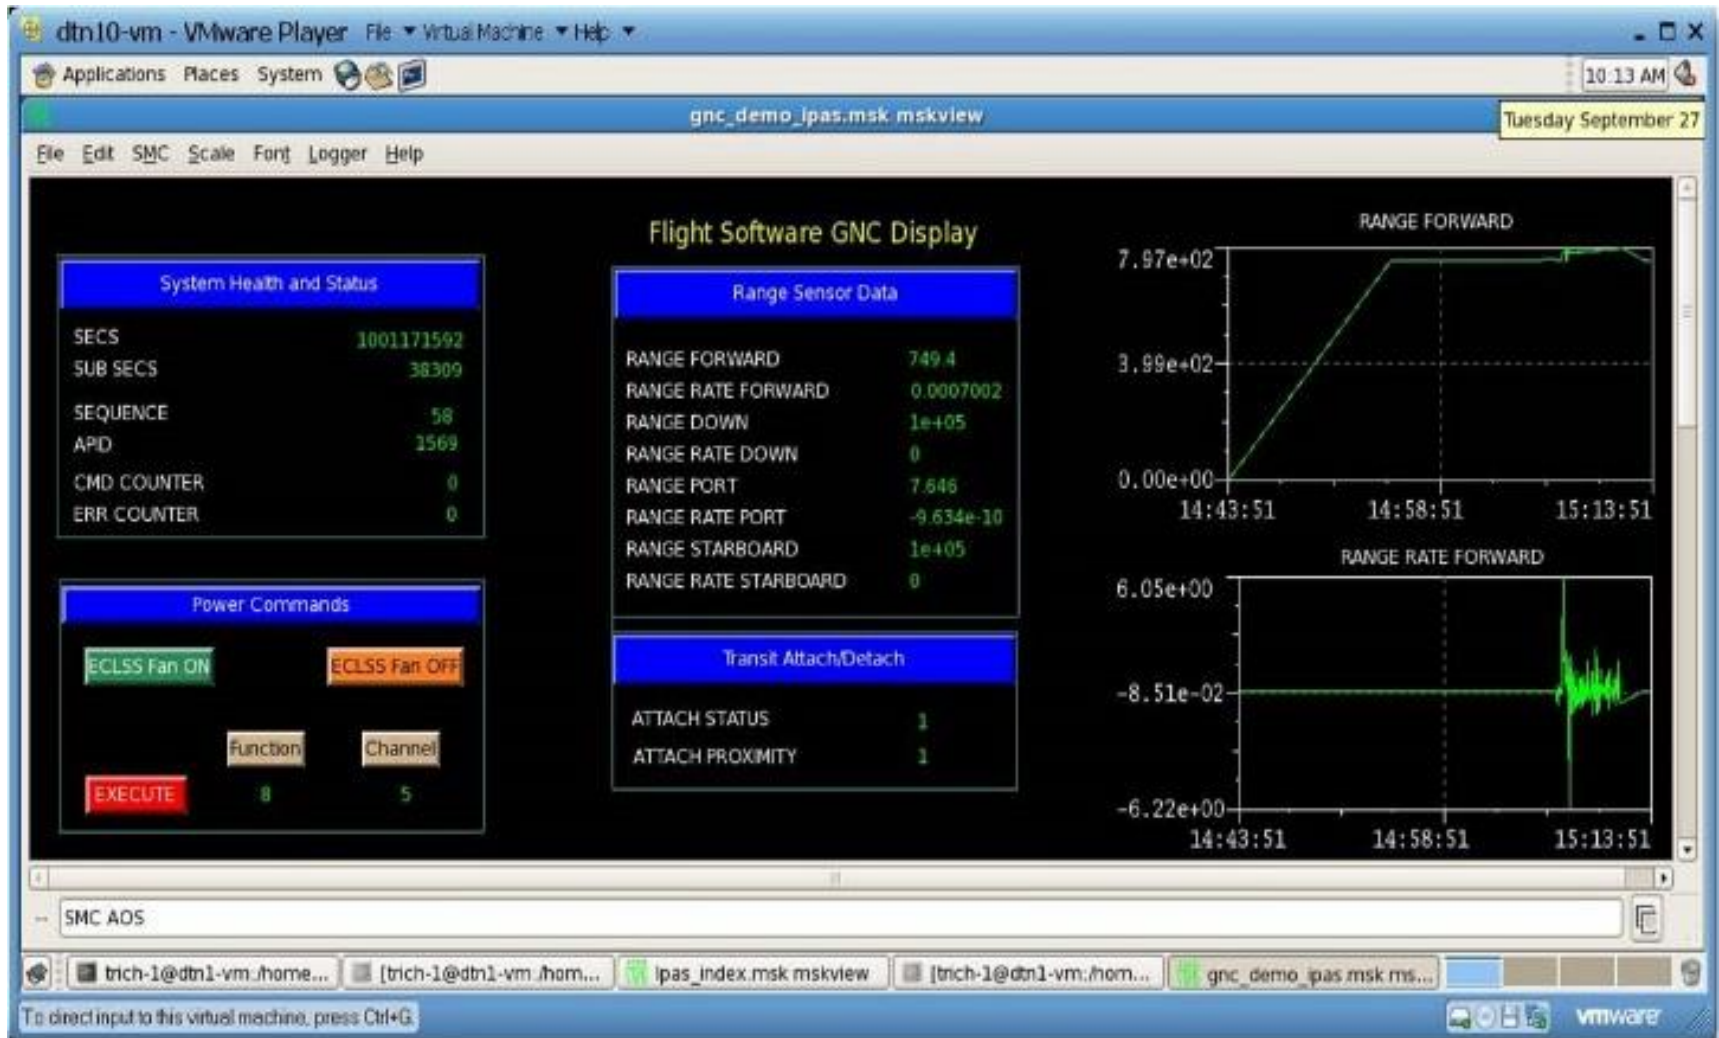 dtn10-vm - VMware Player File Virtual Machine Help
Applications Places System
10:13 AM
gnc_demo_ipas.msk mskview
Tuesday September 27
File Edit SMC Scale Font Logger Help
Flight Software GNC Display
System Health and Status
SECS 1001171592
SUB SECS 38309
SEQUENCE 58
APID 1569
CMD COUNTER 0
ERR COUNTER 0
Power Commands
ECLSS Fan ON ECLSS Fan OFF
Function Channel
EXECUTE 8 5
Range Sensor Data
RANGE FORWARD 749.4
RANGE RATE FORWARD 0.0007002
RANGE DOWN 1e+05
RANGE RATE DOWN 0
RANGE PORT 7.646
RANGE RATE PORT -9.634e-10
RANGE STARBOARD 1e+05
RANGE RATE STARBOARD 0
Transit Attach/Detach
ATTACH STATUS 1
ATTACH PROXIMITY 1
RANGE FORWARD
7.97e+02
3.99e+02
0.00e+00
14:43:51 14:58:51 15:13:51
RANGE RATE FORWARD
6.05e+00
-8.51e-02
-6.22e+00
14:43:51 14:58:51 15:13:51
-- SMC AOS
trich-1@dtn1-vm:/home... [trich-1@dtn1-vm:/hom... ipas_index.msk mskview [trich-1@dtn1-vm:/hom... gnc_demo_ipas.msk ms...
To direct input to this virtual machine, press Ctrl+G.
vmware